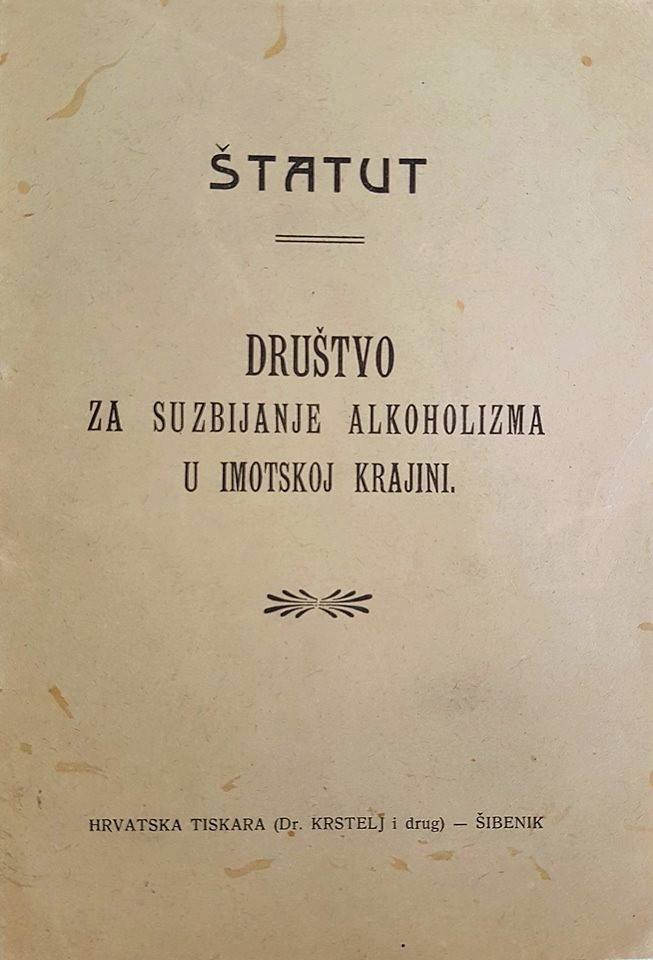 ŠTATUT
DRUŠTVO
ZA SUZBIJANJE ALKOHOLIZMA
U IMOTSKOJ KRAJINI.
HRVATSKA TISKARA (Dr. KRSTELJ i drug) — ŠIBENIK